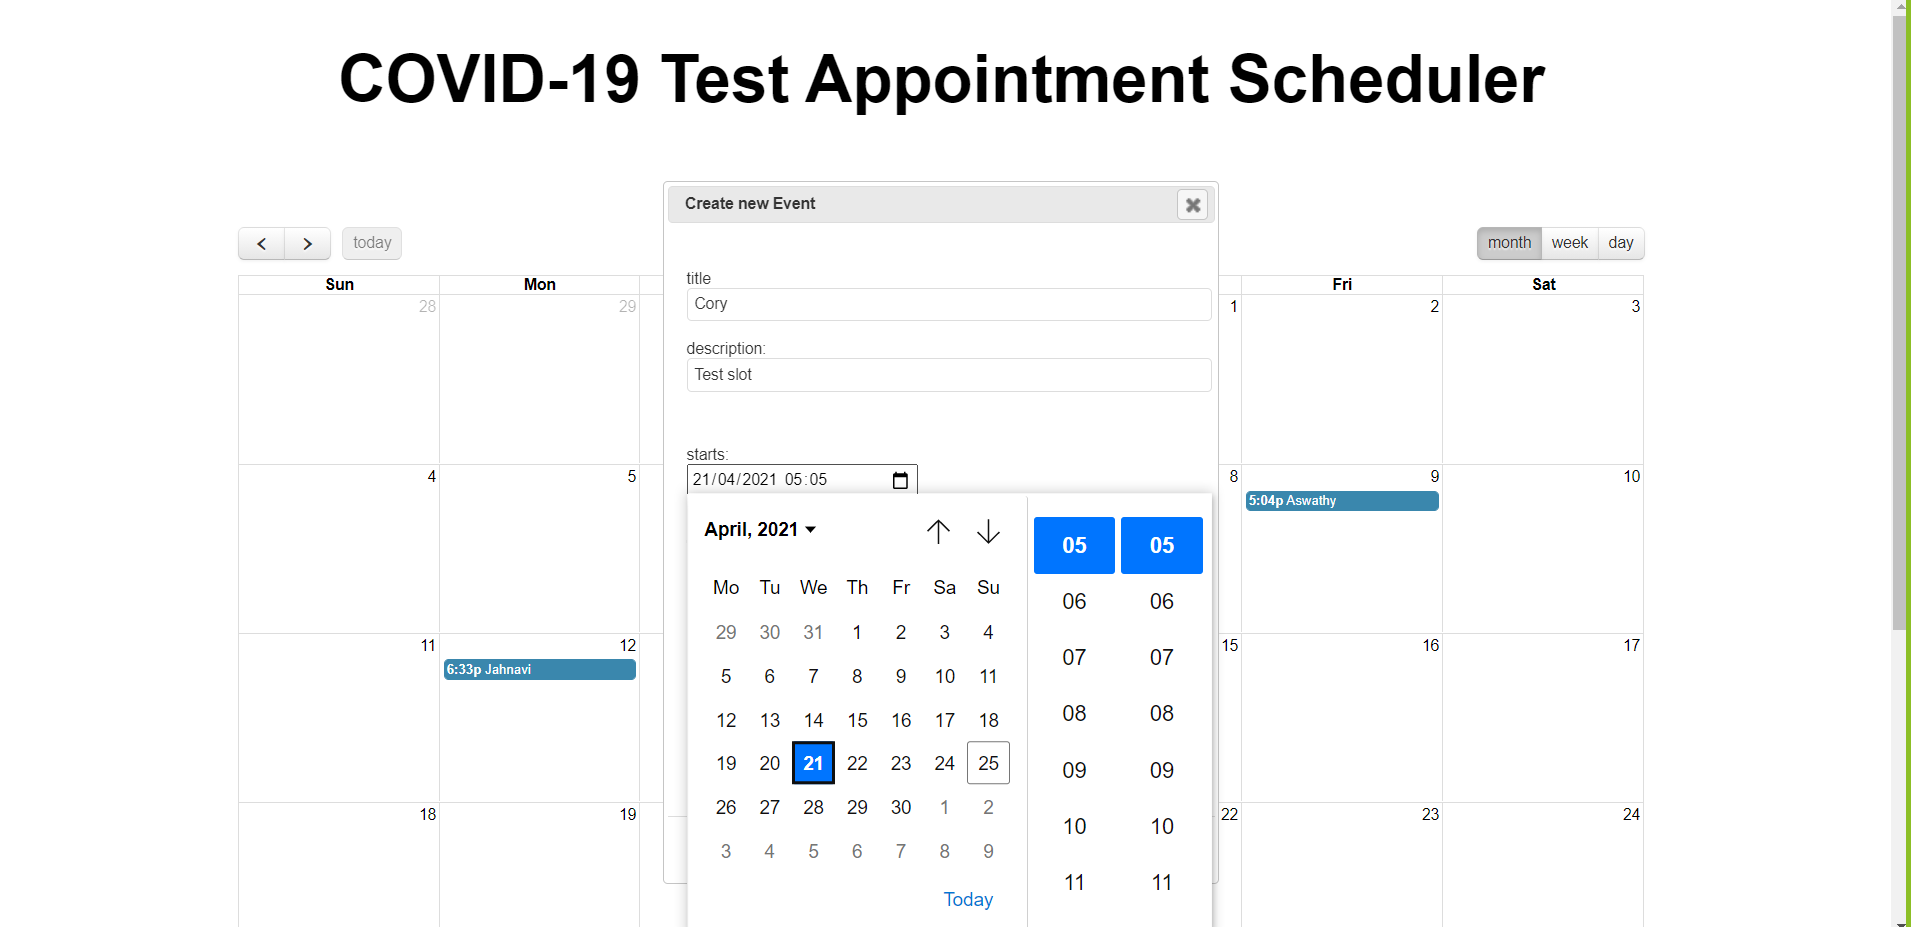 COVID-19 Test Appointment Scheduler
Create new Event
today
month week day
title
Cory
description:
Test slot
starts:
21/04/2021 05:05
Sun Mon Fri Sat
28 29 1 2 3
4 5 8 9 10
5:04p Aswathy
11 12 15 16 17
6:33p Jahnavi
18 19 22 23 24
April, 2021
Mo Tu We Th Fr Sa Su
29 30 31 1 2 3 4
5 6 7 8 9 10 11
12 13 14 15 16 17 18
19 20 21 22 23 24 25
26 27 28 29 30 1 2
3 4 5 6 7 8 9
Today
05 05
06 06
07 07
08 08
09 09
10 10
11 11